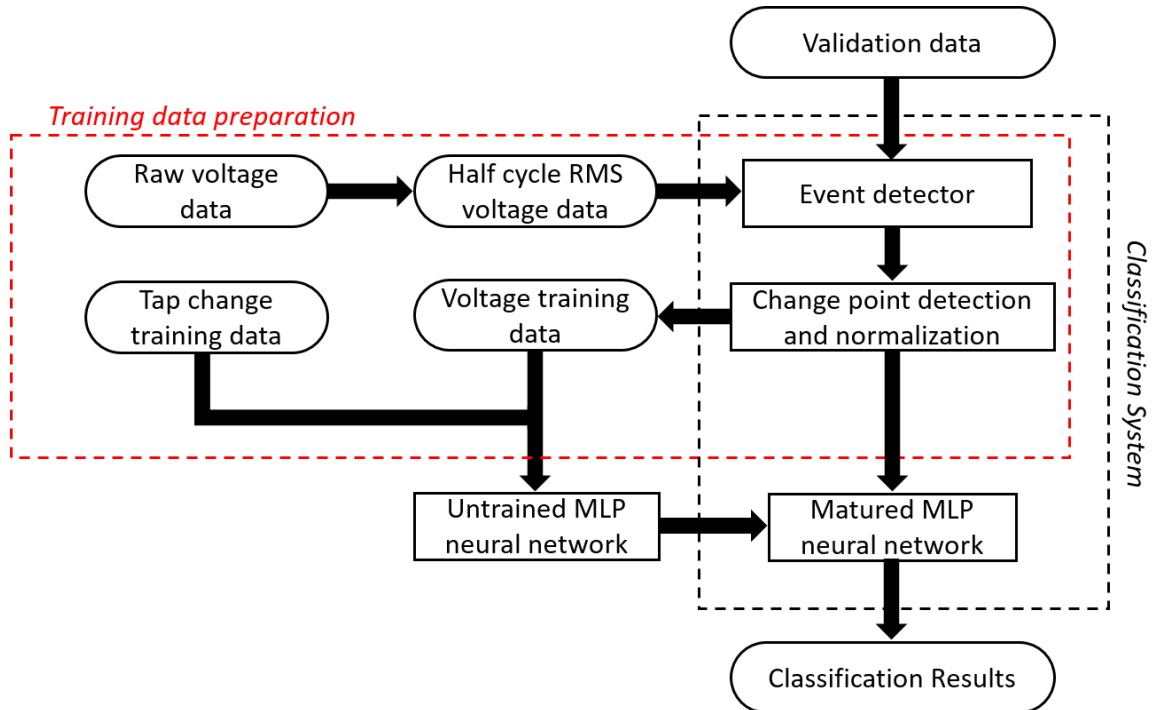 Validation data
Training data preparation
Raw voltage
data
Half cycle RMS
voltage data
Event detector
Tap change
training data
Voltage training
data
Change point detection
and normalization
Classification System
Untrained MLP
neural network
Matured MLP
neural network
Classification Results